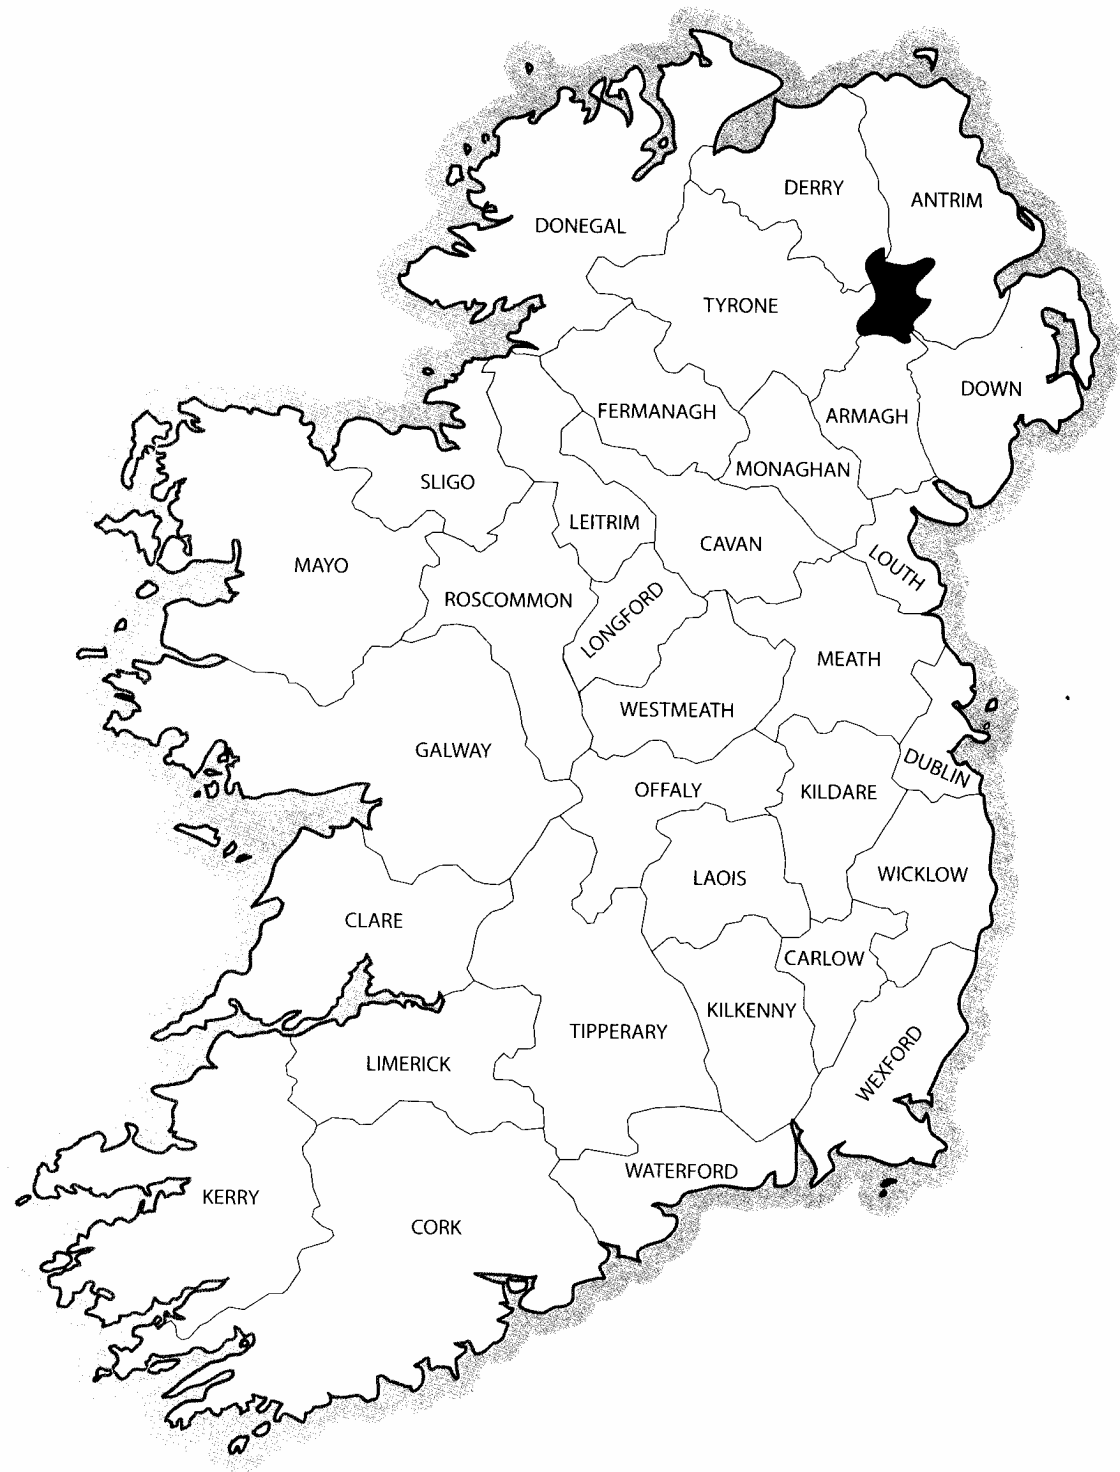 DERRY
ANTRIM
DONEGAL
TYRONE
DOWN
FERMANAGH
ARMAGH
MONAGHAN
SLIGO
LEITRIM
CAVAN
LOUTH
MAYO
ROSCOMMON
LONGFORD
MEATH
WESTMEATH
GALWAY
DUBLIN
OFFALY
KILDARE
LAOIS
WICKLOW
CLARE
CARLOW
KILKENNY
TIPPERARY
LIMERICK
WEXFORD
WATERFORD
KERRY
CORK